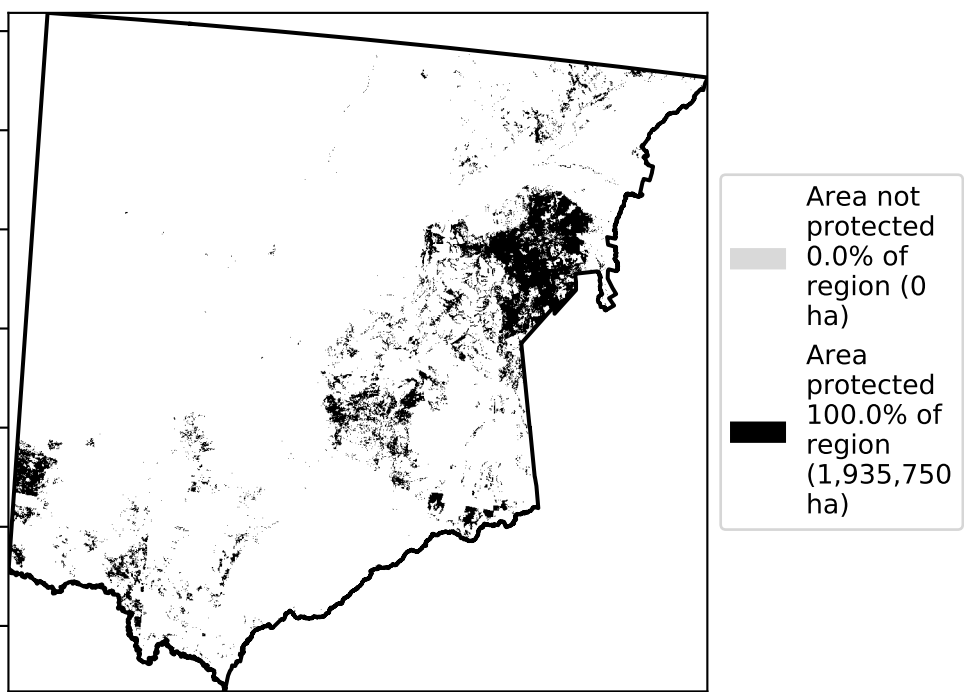 Area not
protected
0.0% of
region (0
ha)
Area
protected
100.0% of
region
(1,935,750
ha)